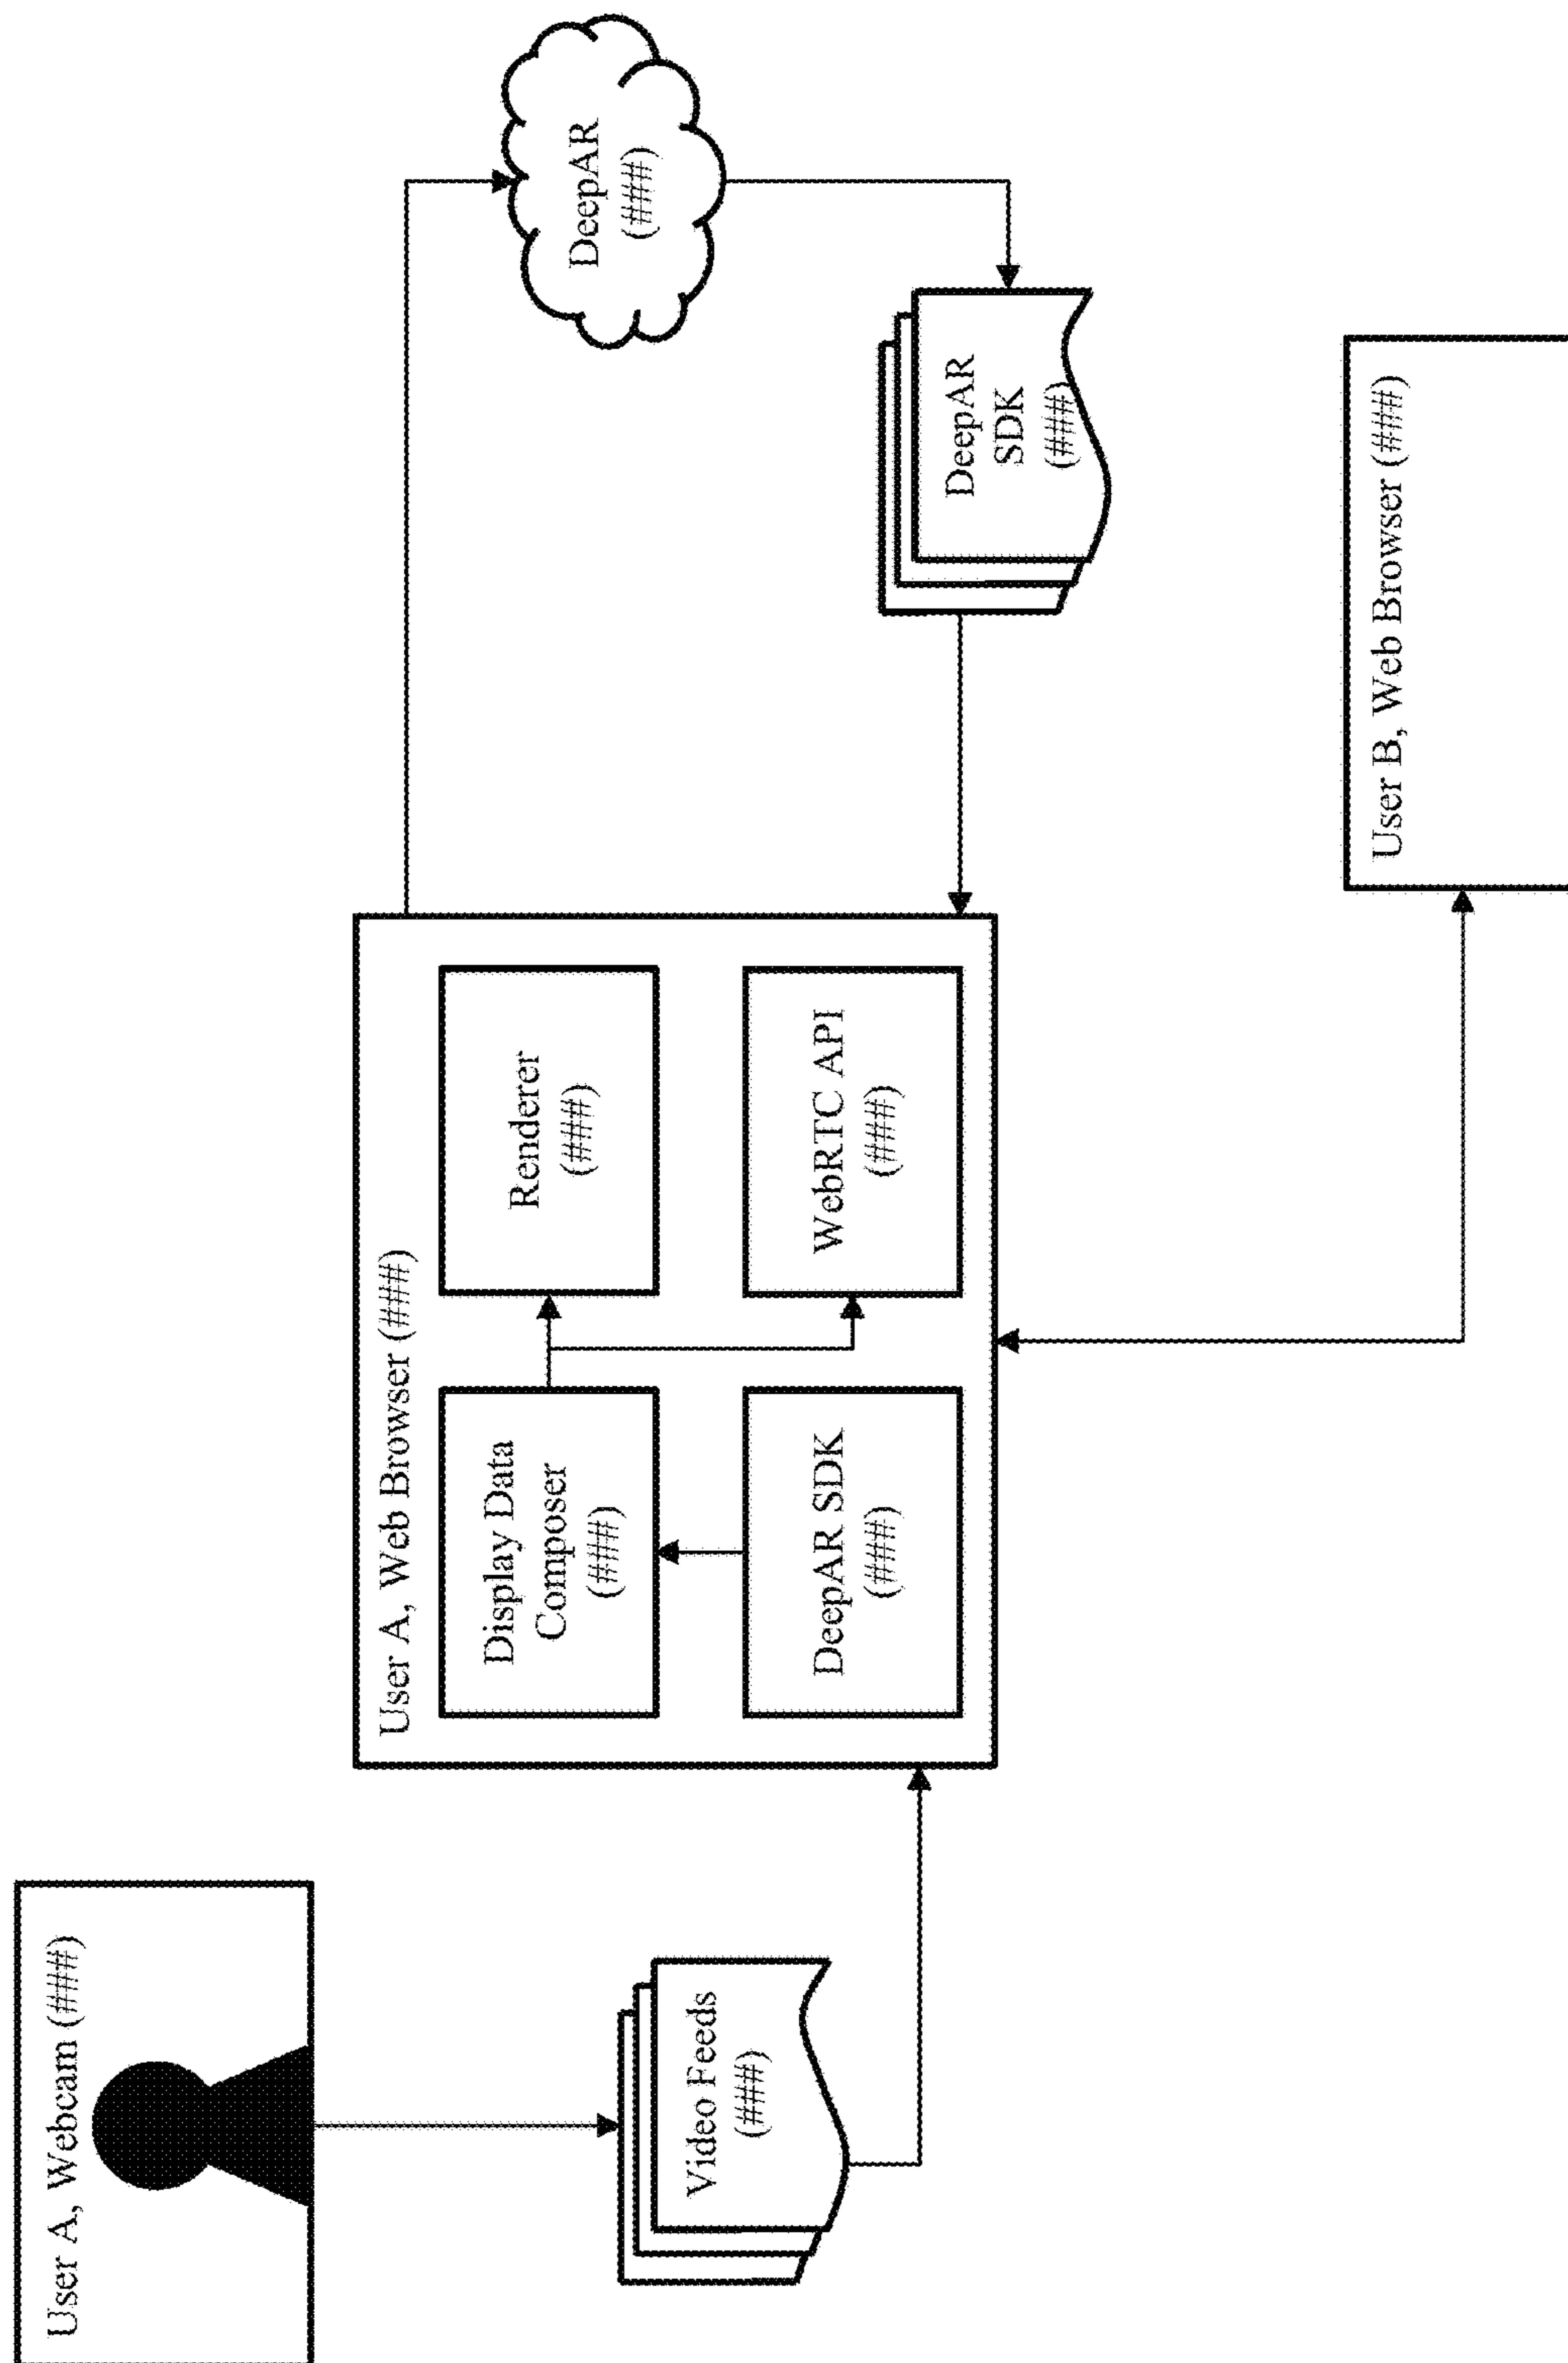 User A, Webcam (###)
Video Feeds
(###)
User A, Web Browser (###)
Display Data
Composer
(###)
Renderer
(###)
DeepAR SDK
(###)
WebRTC API
(###)
DeepAR
(###)
DeepAR
SDK
(###)
User B, Web Browser (###)